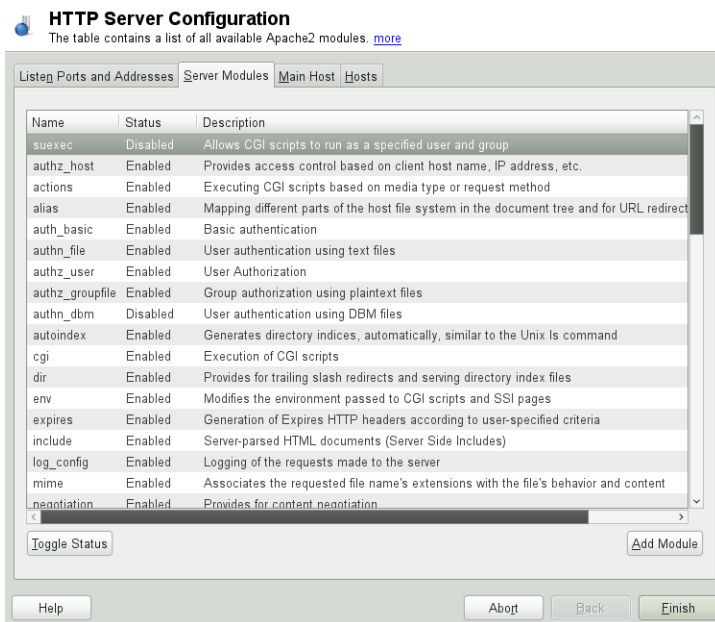 HTTP Server Configuration
The table contains a list of all available Apache2 modules. more
Listen Ports and Addresses Server Modules Main Host Hosts
Name Status Description
suexec Disabled Allows CGI scripts to run as a specified user and group
authz_host Enabled Provides access control based on client host name, IP address, etc.
actions Enabled Executing CGI scripts based on media type or request method
alias Enabled Mapping different parts of the host file system in the document tree and for URL redirect
auth_basic Enabled Basic authentication
authn_file Enabled User authentication using text files
authz_user Enabled User Authorization
authz_groupfile Enabled Group authorization using plaintext files
authn_dbm Disabled User authentication using DBM files
autoindex Enabled Generates directory indices, automatically, similar to the Unix ls command
cgi Enabled Execution of CGI scripts
dir Enabled Provides for trailing slash redirects and serving directory index files
env Enabled Modifies the environment passed to CGI scripts and SSI pages
expires Enabled Generation of Expires HTTP headers according to user-specified criteria
include Enabled Server-parsed HTML documents (Server Side Includes)
log_config Enabled Logging of the requests made to the server
mime Enabled Associates the requested file name's extensions with the file's behavior and content
negotiation Enabled Provides for content negotiation
Toggle Status Add Module
Help Abort Back Finish